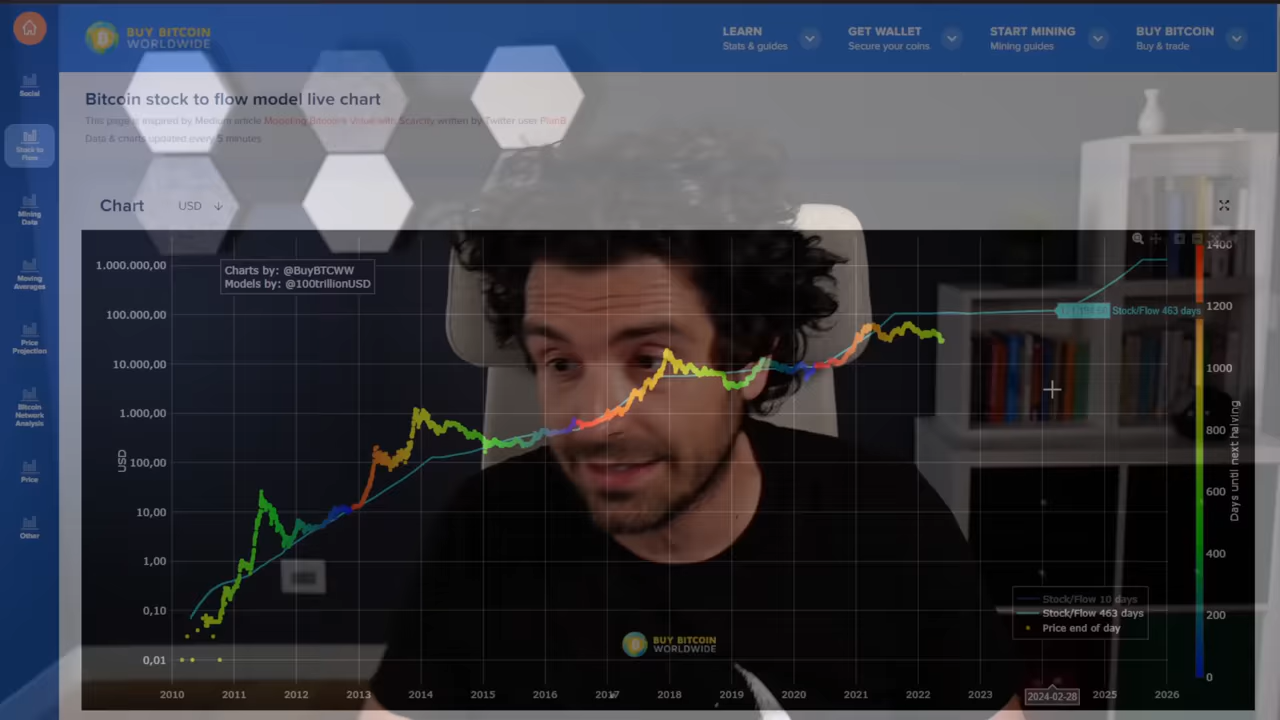 BUY BITCOIN
WORLDWIDE
LEARN
Stats & guides
GET WALLET
Secure your coins
START MINING
Mining guides
BUY BITCOIN
Buy & trade
Social
Stock to
Flow
Mining
Data
Moving
Averages
Price
Projection
Bitcoin
Network
Analysis
Price
Other
Bitcoin stock to flow model live chart
This page is inspired by Medium article Modeling Bitcoin's Value with Scarcity written by Twitter user PlanB
Data & charts updated every 5 minutes
Chart
USD
Charts by: @BuyBTCWW
Models by: @100trillionUSD
1.000.000,00
100.000,00
10.000,00
1.000,00
100,00
10,00
1,00
0,10
0,01
USD
Stock/Flow 463 days
1400
1200
1000
800
600
400
200
0
Days until next halving
Stock/Flow 10 days
Stock/Flow 463 days
Price end of day
BUY BITCOIN
WORLDWIDE
2010
2011
2012
2013
2014
2015
2016
2017
2018
2019
2020
2021
2022
2023
2024-02-28
2025
2026